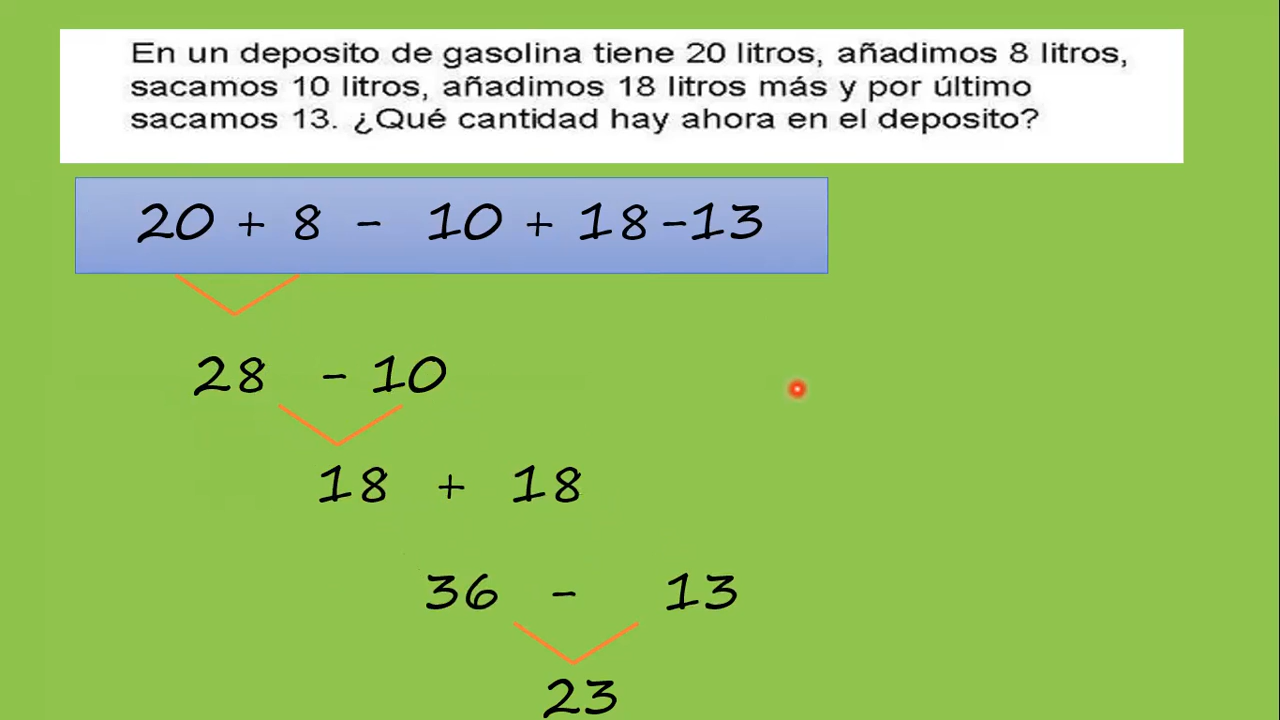 En un deposito de gasolina tiene 20 litros, añadimos 8 litros,
sacamos 10 litros, añadimos 18 litros más y por último
sacamos 13. ¿Qué cantidad hay ahora en el deposito?
20 + 8 - 10 + 18 -13
28 - 10
18 + 18
36 - 13
23